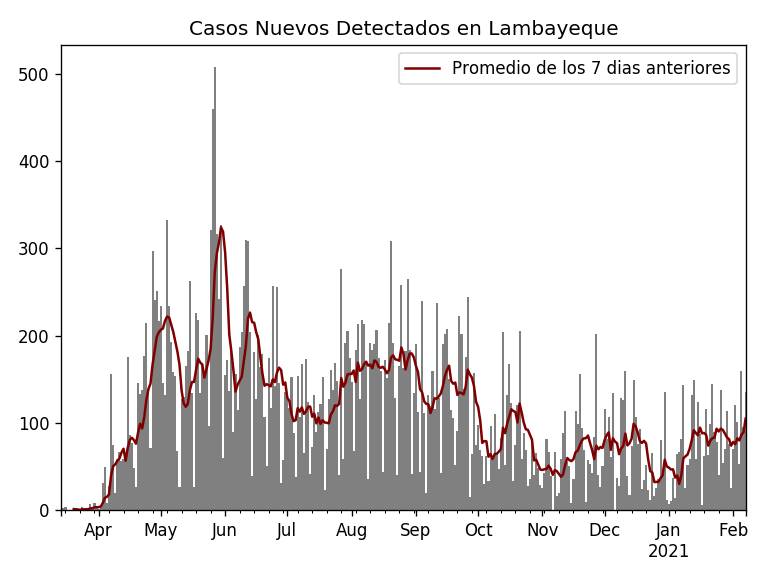 Casos Nuevos Detectados en Lambayeque
Promedio de los 7 dias anteriores
500
400
300
200
100
0
Apr May Jun Jul Aug Sep Oct Nov Dec Jan Feb
2021